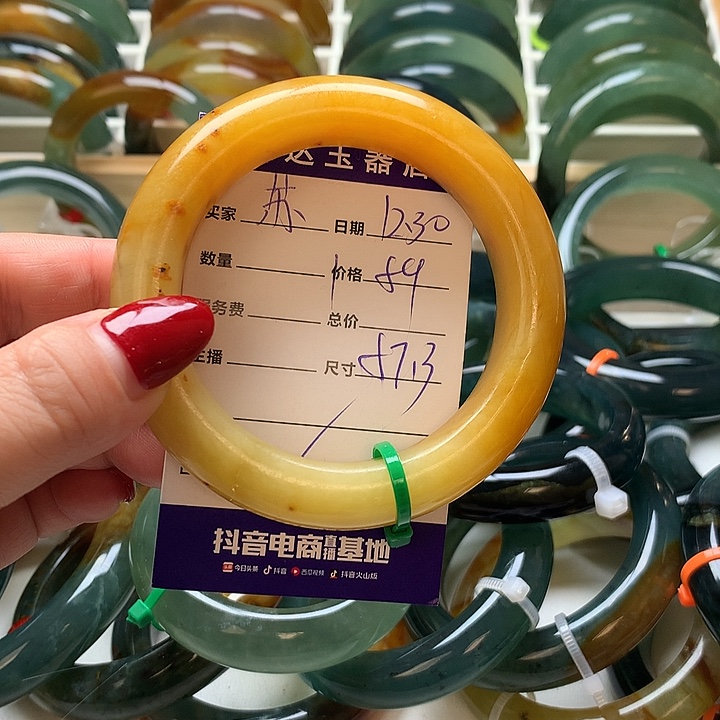 达玉器店
买家 苏 日期 12.30
数量 价格 89
服务费 总价
主播 尺寸 57.3
抖音电商直播基地
今日头条 抖音 西瓜视频 抖音火山版